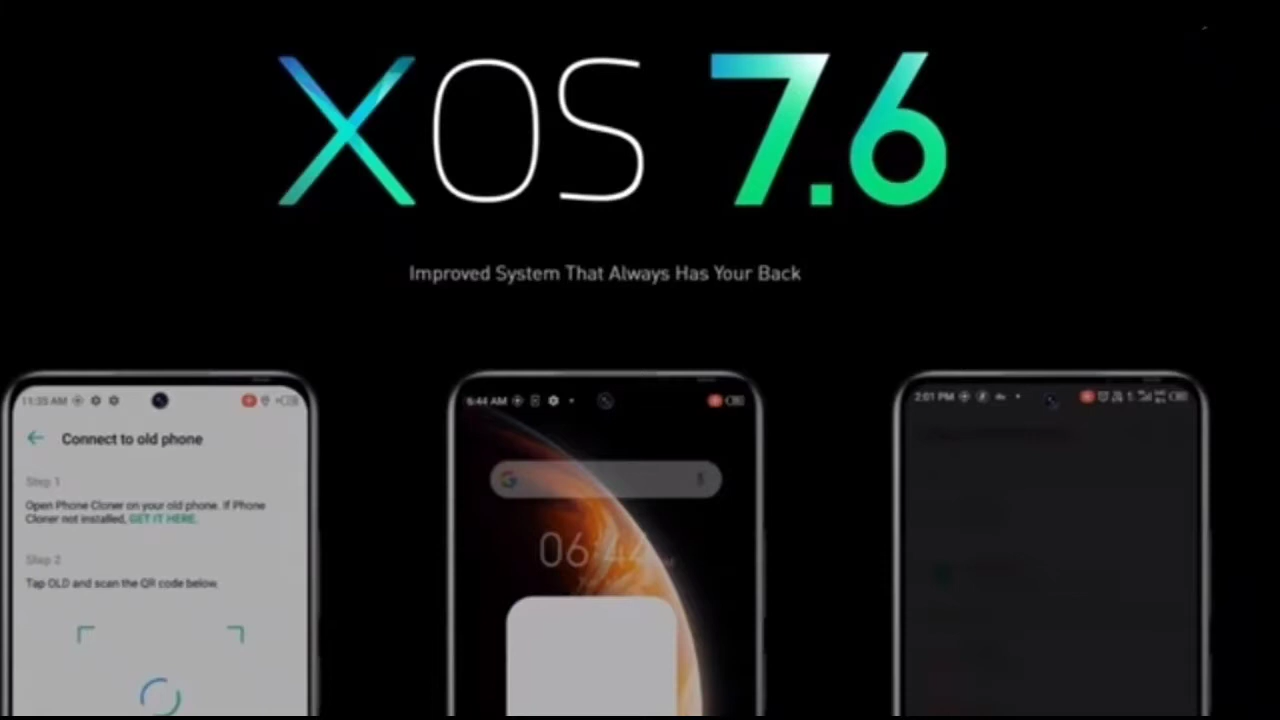 XOS 7.6
Improved System That Always Has Your Back
11:35 AM
Connect to old phone
Step 1
Open Phone Cloner on your old phone. If Phone
Cloner not installed, GET IT HERE.
Step 2
Tap OLD and scan the QR code below.
6:44 AM
06:44
2:01 PM